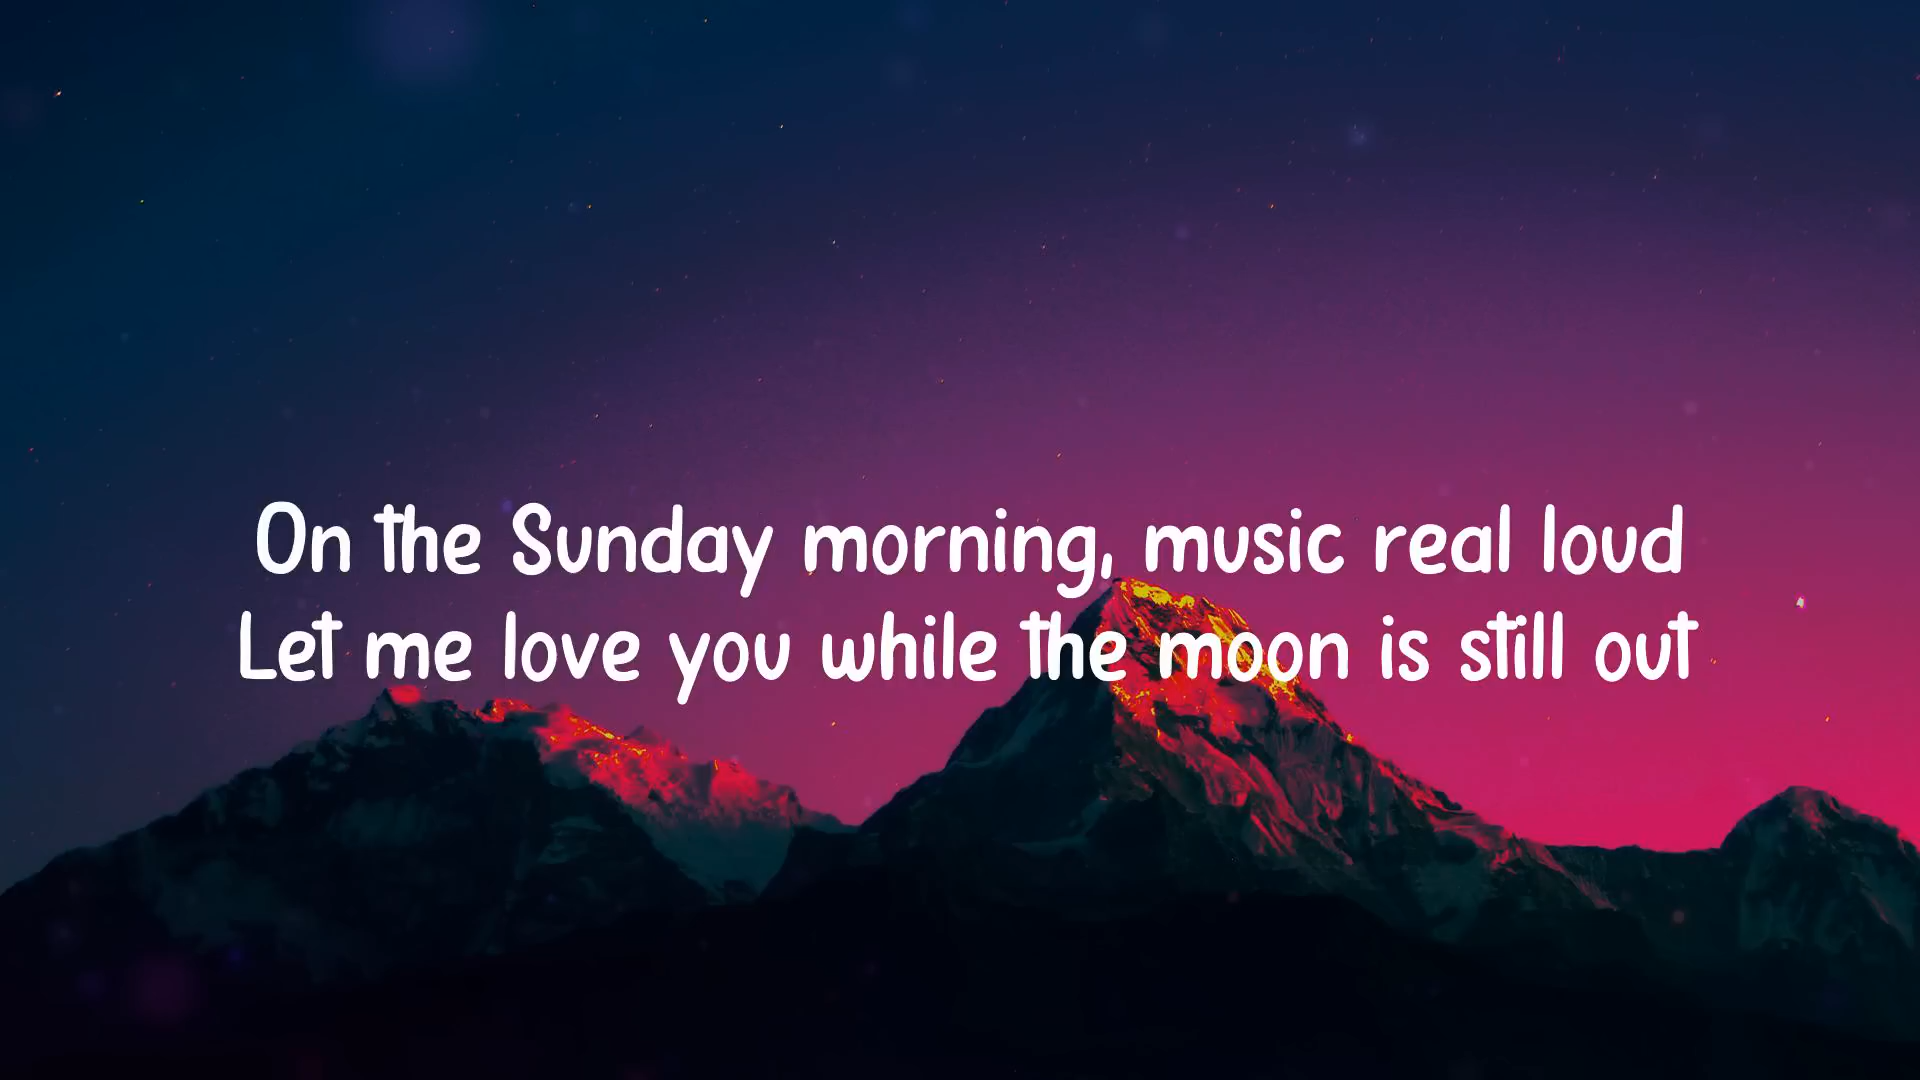 On the Sunday morning, music real loud
Let me love you while the moon is still out